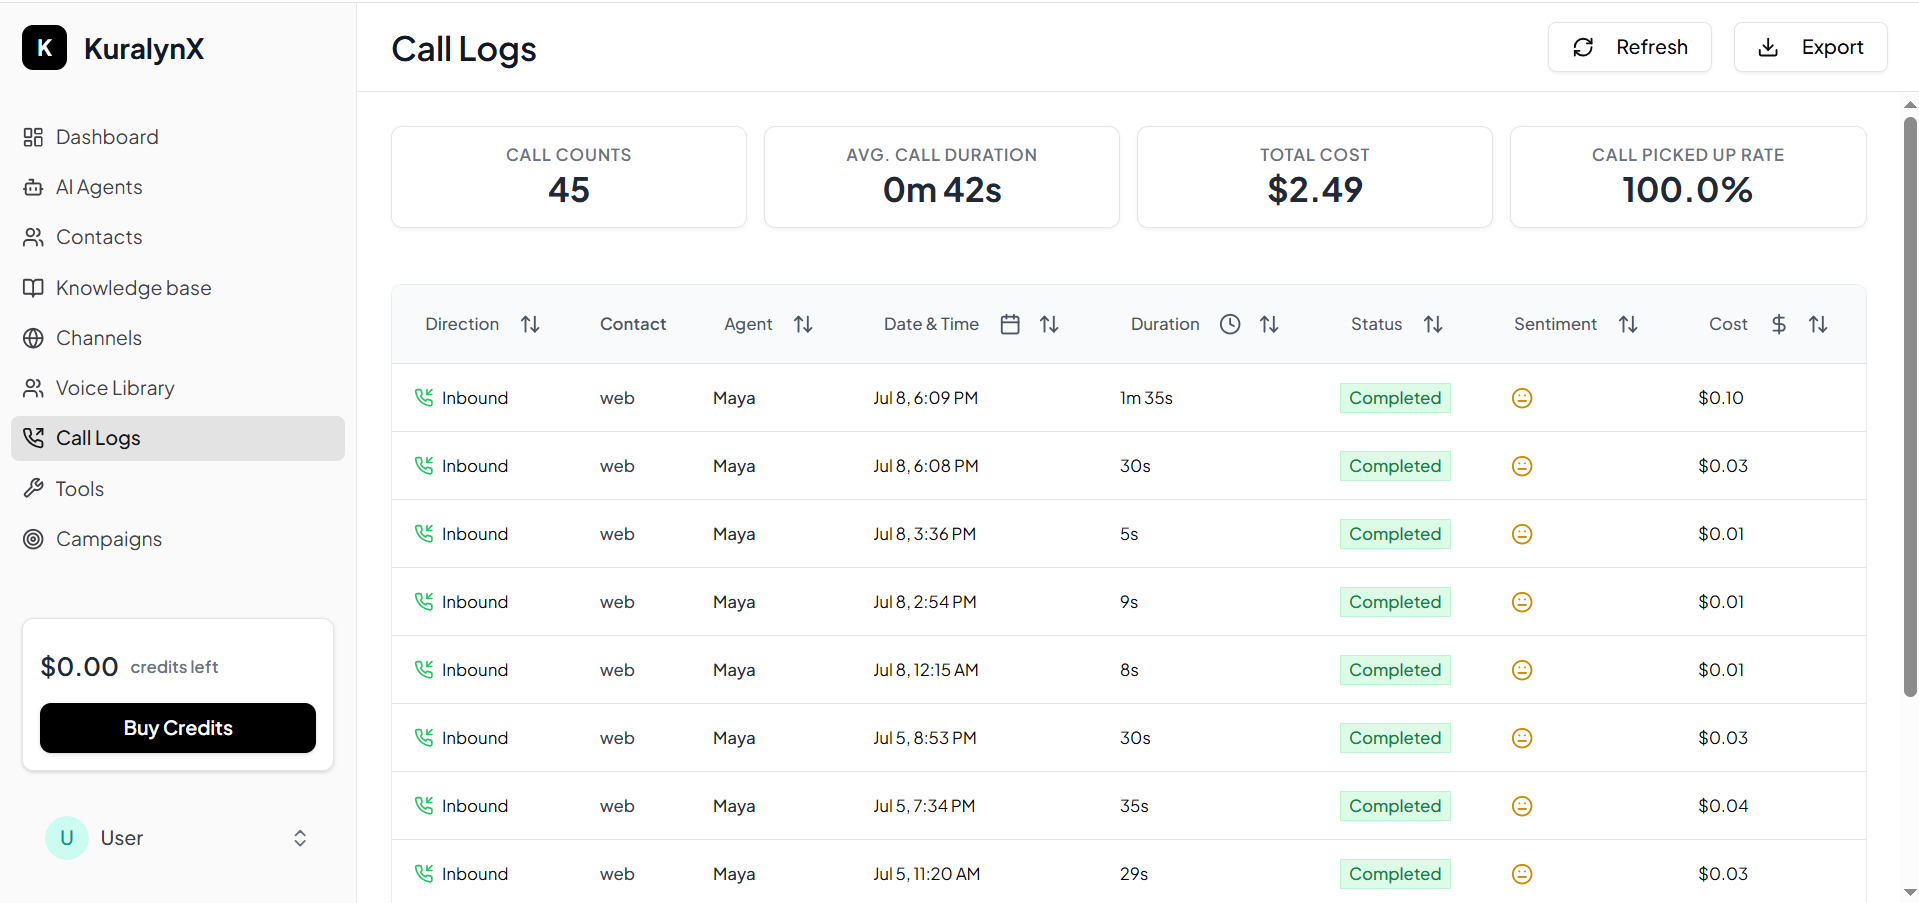 K KuralynX
Dashboard
AI Agents
Contacts
Knowledge base
Channels
Voice Library
Call Logs
Tools
Campaigns
$0.00 credits left
Buy Credits
U User
Call Logs
Refresh
Export
CALL COUNTS
45
AVG. CALL DURATION
0m 42s
TOTAL COST
$2.49
CALL PICKED UP RATE
100.0%
Direction Contact Agent Date & Time Duration Status Sentiment Cost $
Inbound web Maya Jul 8, 6:09 PM 1m 35s Completed $0.10
Inbound web Maya Jul 8, 6:08 PM 30s Completed $0.03
Inbound web Maya Jul 8, 3:36 PM 5s Completed $0.01
Inbound web Maya Jul 8, 2:54 PM 9s Completed $0.01
Inbound web Maya Jul 8, 12:15 AM 8s Completed $0.01
Inbound web Maya Jul 5, 8:53 PM 30s Completed $0.03
Inbound web Maya Jul 5, 7:34 PM 35s Completed $0.04
Inbound web Maya Jul 5, 11:20 AM 29s Completed $0.03